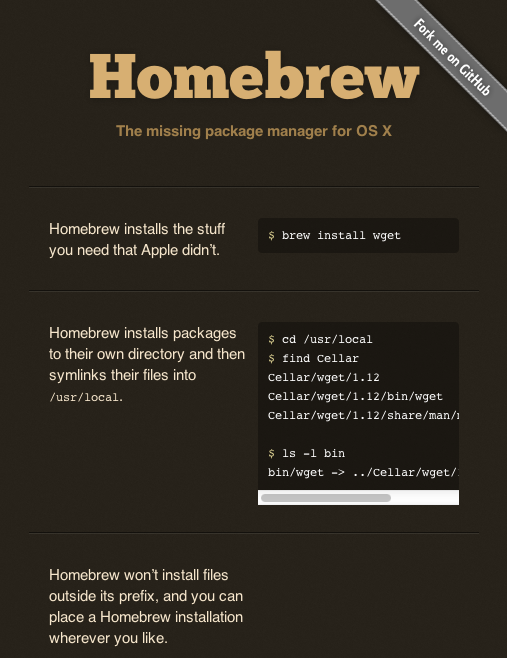 Fork me on GitHub
Homebrew
The missing package manager for OS X
Homebrew installs the stuff
you need that Apple didn’t.
$ brew install wget
Homebrew installs packages
to their own directory and then
symlinks their files into
/usr/local.
$ cd /usr/local
$ find Cellar
Cellar/wget/1.12
Cellar/wget/1.12/bin/wget
Cellar/wget/1.12/share/man/
$ ls -l bin
bin/wget -> ../Cellar/wget/
Homebrew won’t install files
outside its prefix, and you can
place a Homebrew installation
wherever you like.